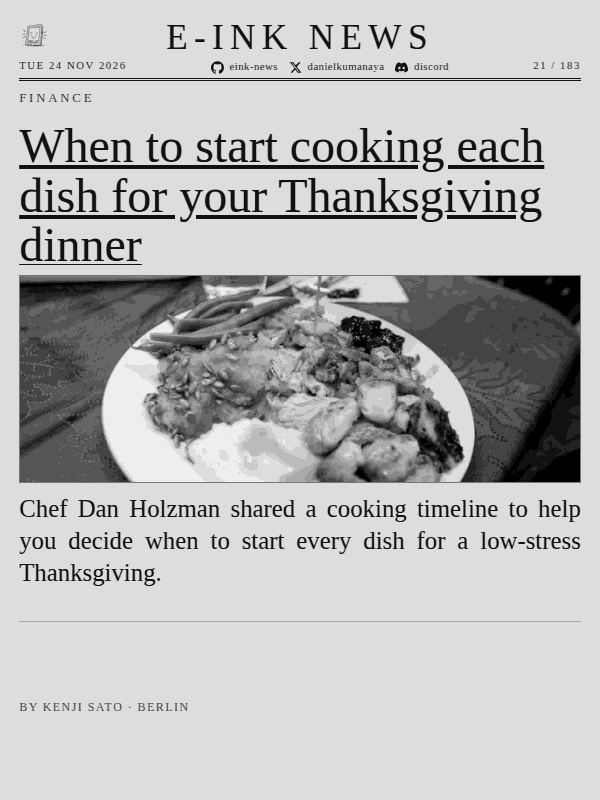 E-INK NEWS
TUE 24 NOV 2026
eink-news danielkumanaya discord
21 / 183
FINANCE
When to start cooking each
dish for your Thanksgiving
dinner
Chef Dan Holzman shared a cooking timeline to help
you decide when to start every dish for a low-stress
Thanksgiving.
BY KENJI SATO · BERLIN